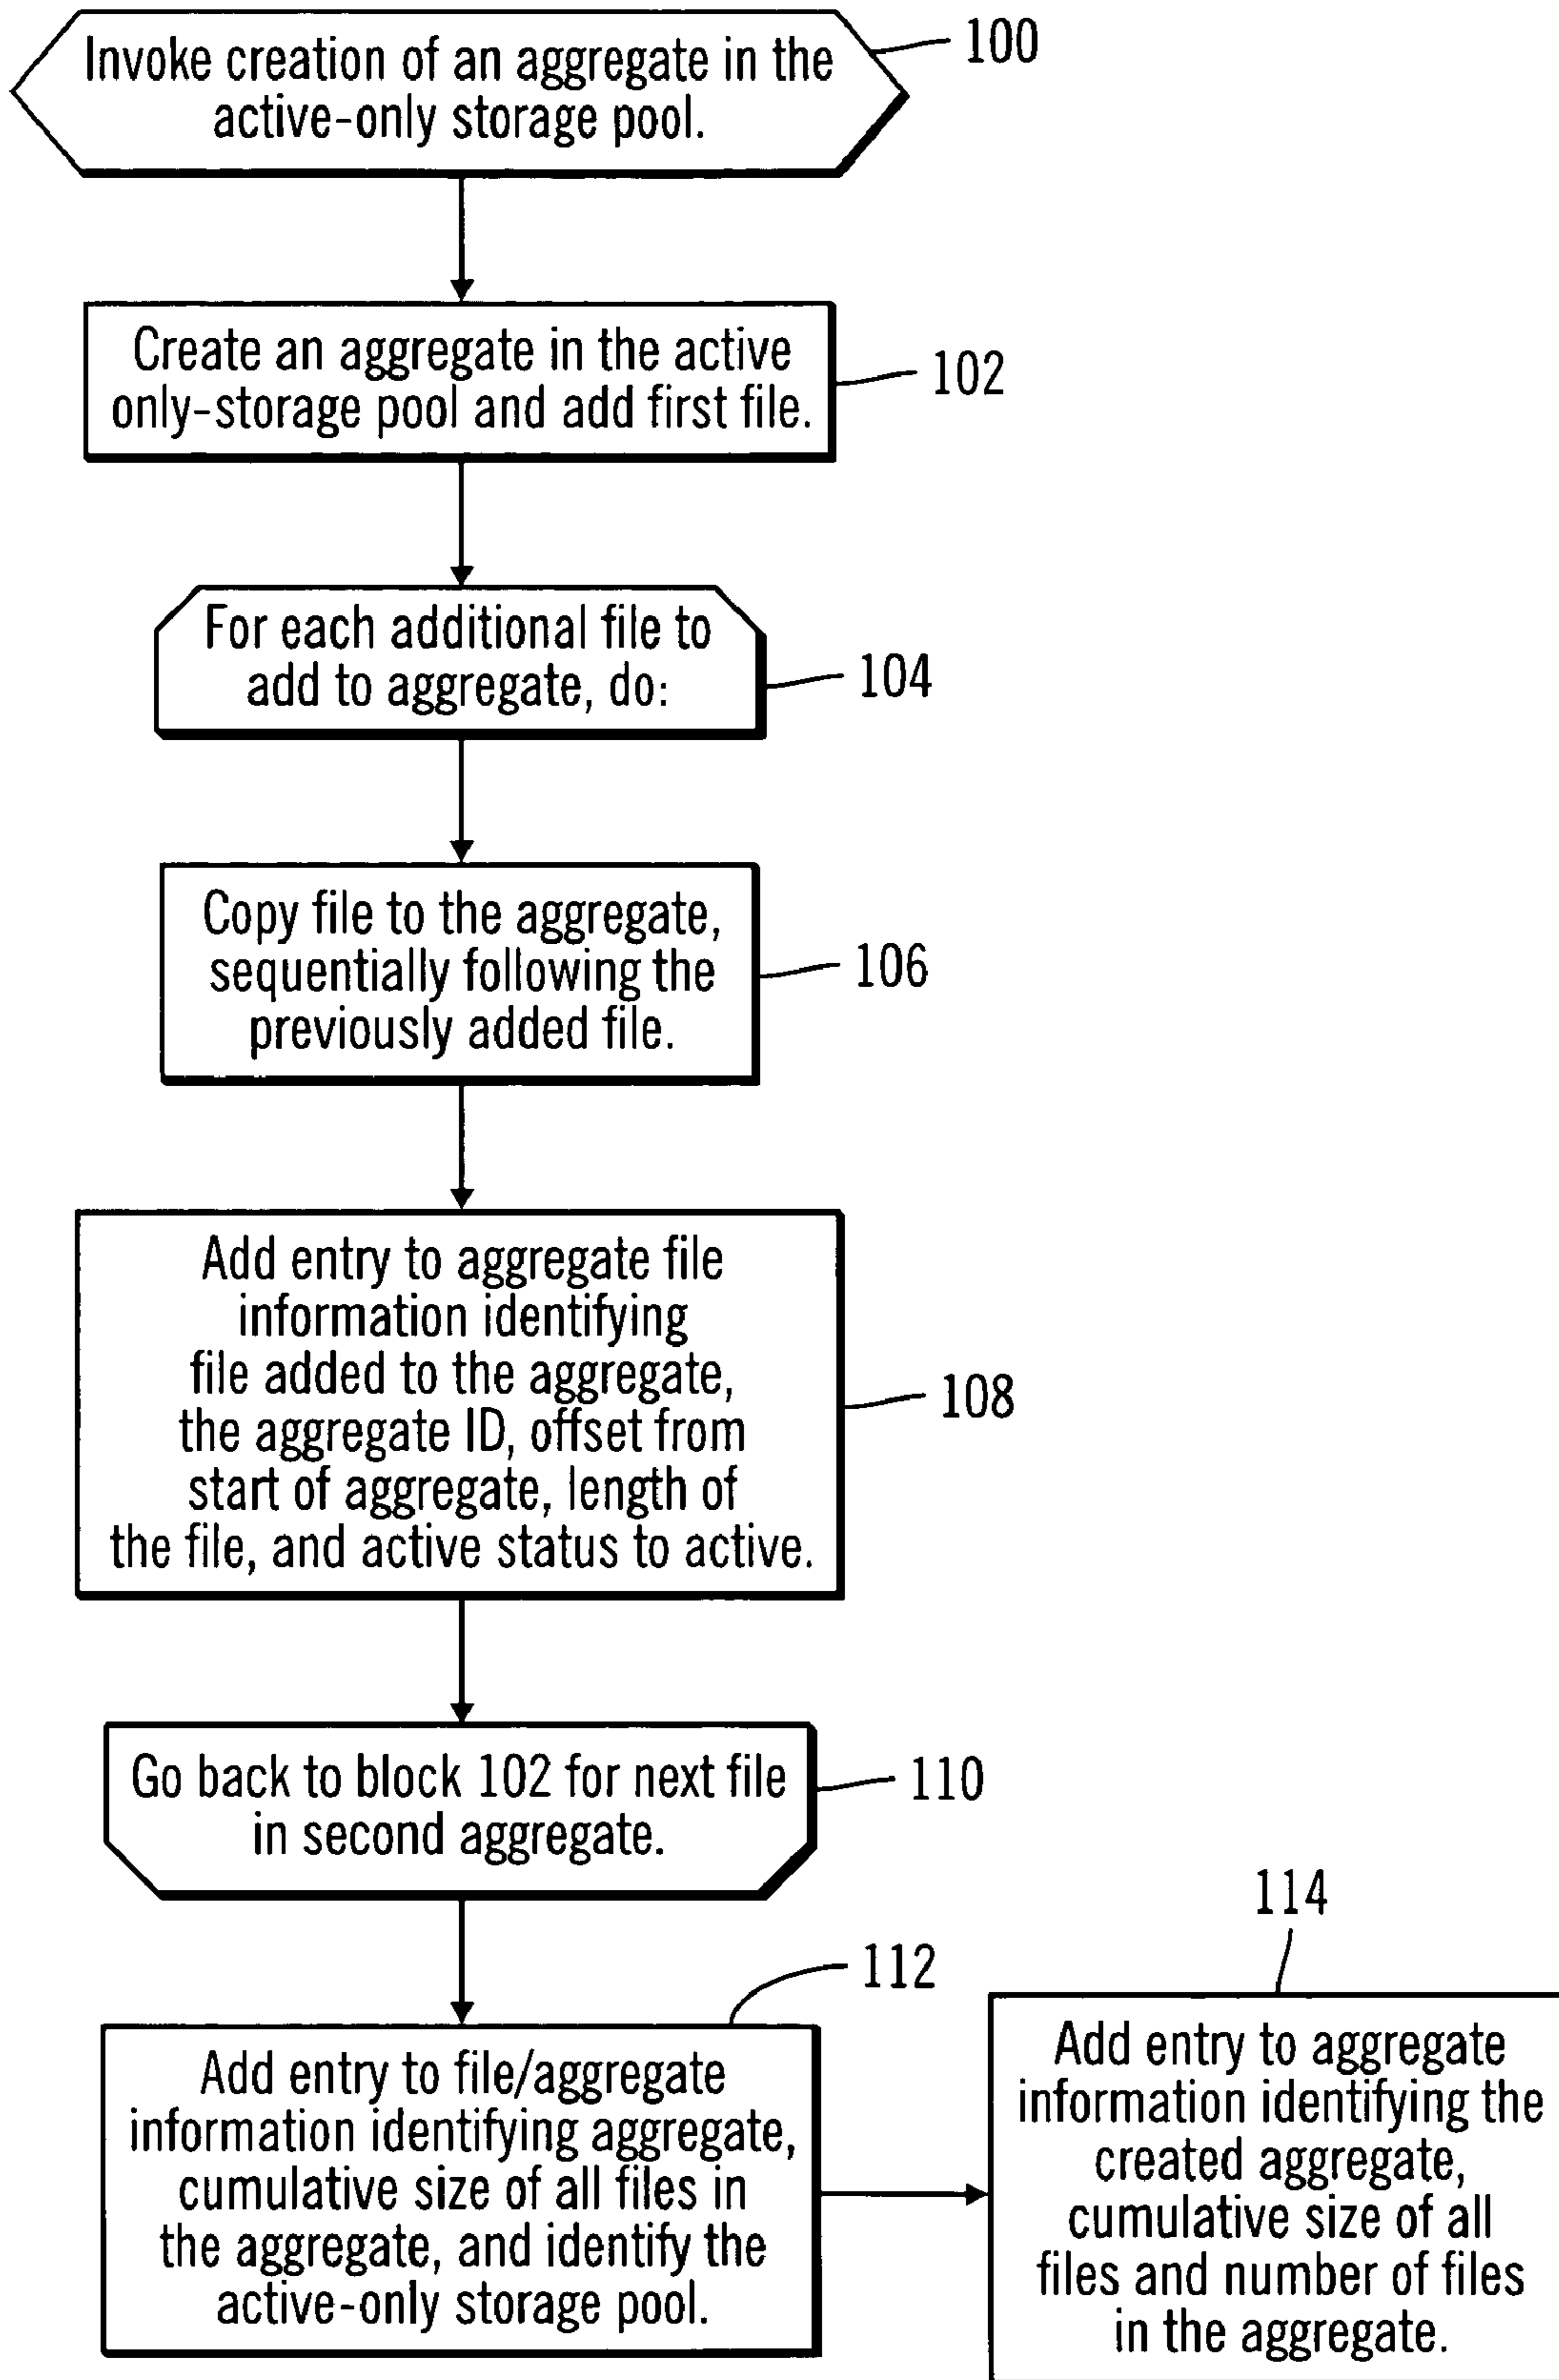 Invoke creation of an aggregate in the
active-only storage pool.
100
Create an aggregate in the active
only-storage pool and add first file.
102
For each additional file to
add to aggregate, do:
104
Copy file to the aggregate,
sequentially following the
previously added file.
106
Add entry to aggregate file
information identifying
file added to the aggregate,
the aggregate ID, offset from
start of aggregate, length of
the file, and active status to active.
108
Go back to block 102 for next file
in second aggregate.
110
112
Add entry to file/aggregate
information identifying aggregate,
cumulative size of all files in
the aggregate, and identify the
active-only storage pool.
114
Add entry to aggregate
information identifying the
created aggregate,
cumulative size of all
files and number of files
in the aggregate.